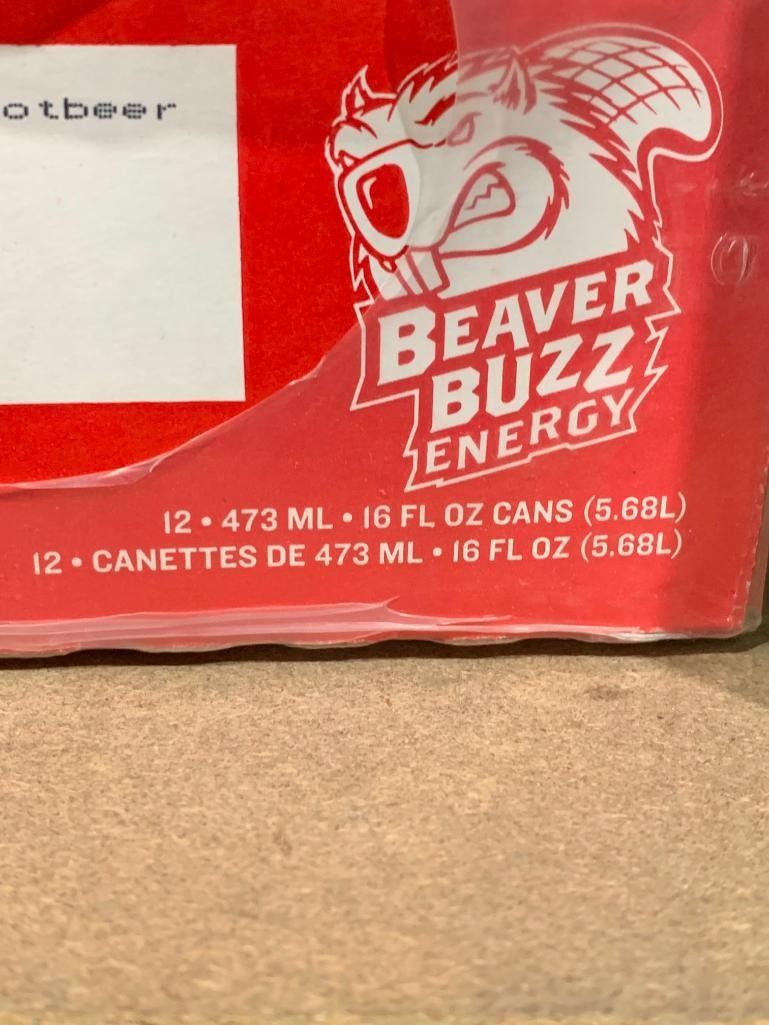 otbeer
BEAVER
BUZZ
ENERGY
12 • 473 ML • 16 FL OZ CANS (5.68L)
12 • CANETTES DE 473 ML • 16 FL OZ (5.68L)